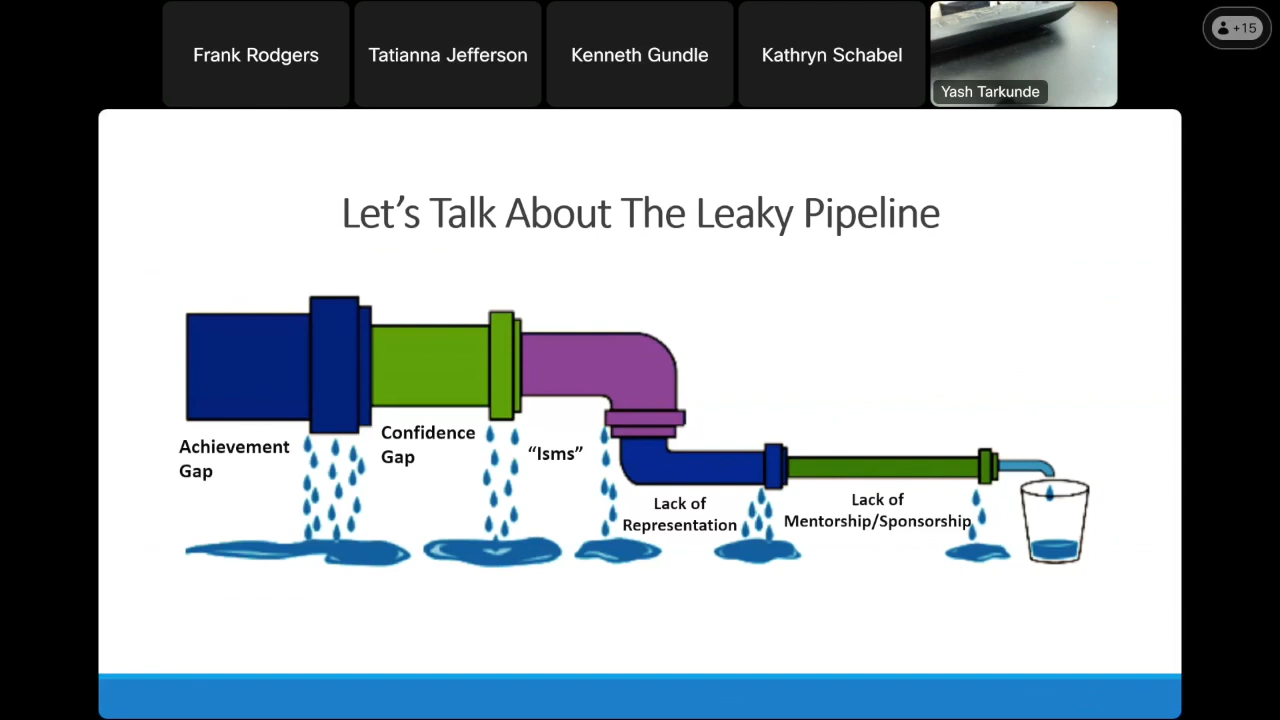 Frank Rodgers
Tatianna Jefferson
Kenneth Gundle
Kathryn Schabel
Yash Tarkunde
+15
Let's Talk About The Leaky Pipeline
Achievement
Gap
Confidence
Gap
“Isms”
Lack of
Representation
Lack of
Mentorship/Sponsorship